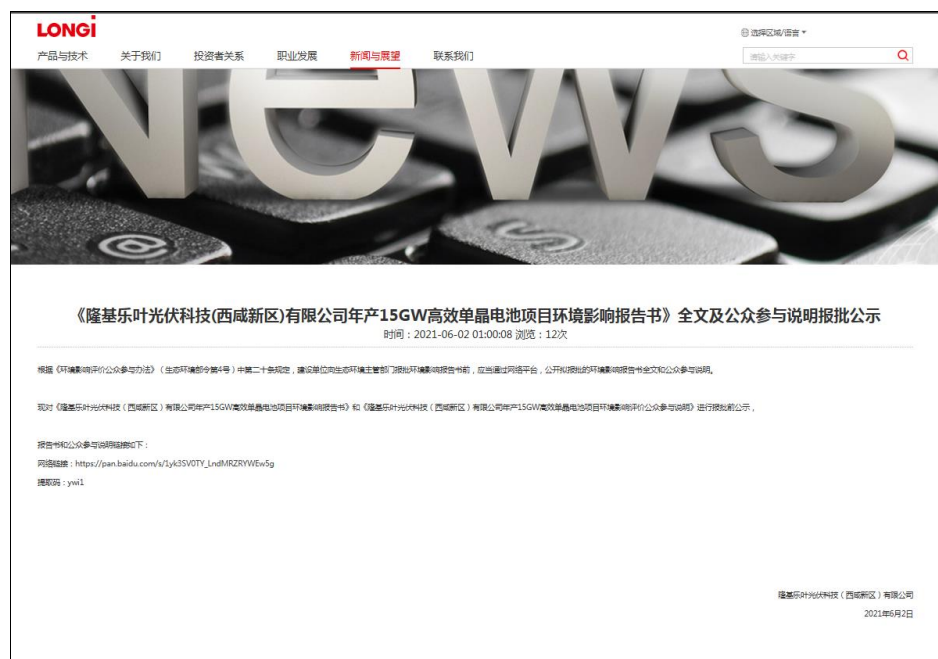 LONGi
选择区域/语言
产品与技术 关于我们 投资者关系 职业发展 新闻与展望 联系我们
请输入关键字
News
@
S
《隆基乐叶光伏科技(西咸新区)有限公司年产15GW高效单晶电池项目环境影响报告书》全文及公众参与说明报批公示
时间：2021-06-02 01:00:08 浏览：12次
根据《环境影响评价公众参与办法》（生态环境部令第4号）中第二十条规定，建设单位向生态环境主管部门报批环境影响报告书前，应当通过网络平台，公开拟报批的环境影响报告书全文和公众参与说明。
现对《隆基乐叶光伏科技（西咸新区）有限公司年产15GW高效单晶电池项目环境影响报告书》和《隆基乐叶光伏科技（西咸新区）有限公司年产15GW高效单晶电池项目环境影响评价公众参与说明》进行报批前公示，
报告书和公众参与说明链接如下：
网络链接：https://pan.baidu.com/s/1yk3SV0TY_LndMRZRYWEw5g
提取码：ywi1
隆基乐叶光伏科技（西咸新区）有限公司
2021年6月2日